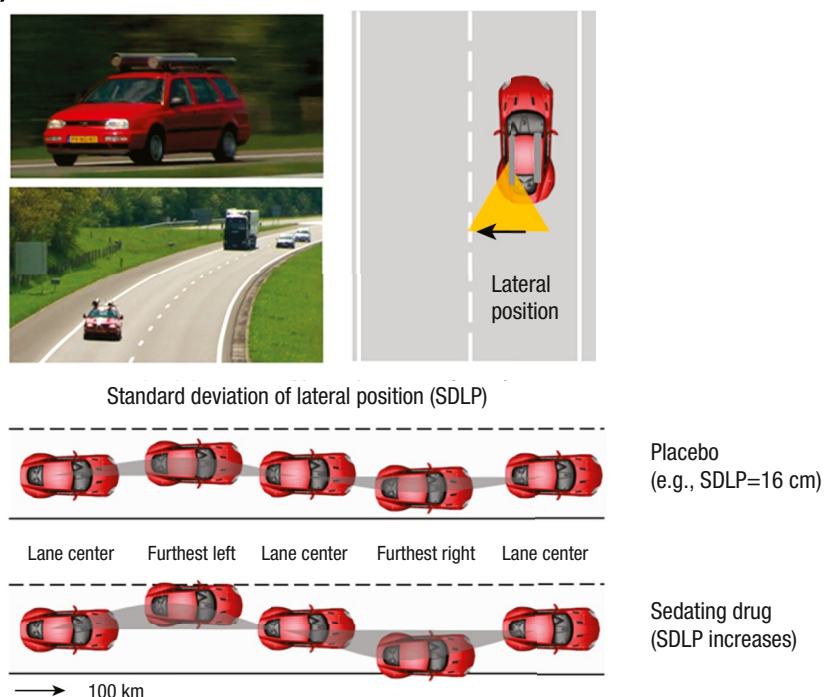 Lateral
position
Standard deviation of lateral position (SDLP)
Placebo
(e.g., SDLP=16 cm)
Lane center Furthest left Lane center Furthest right Lane center
Sedating drug
(SDLP increases)
100 km